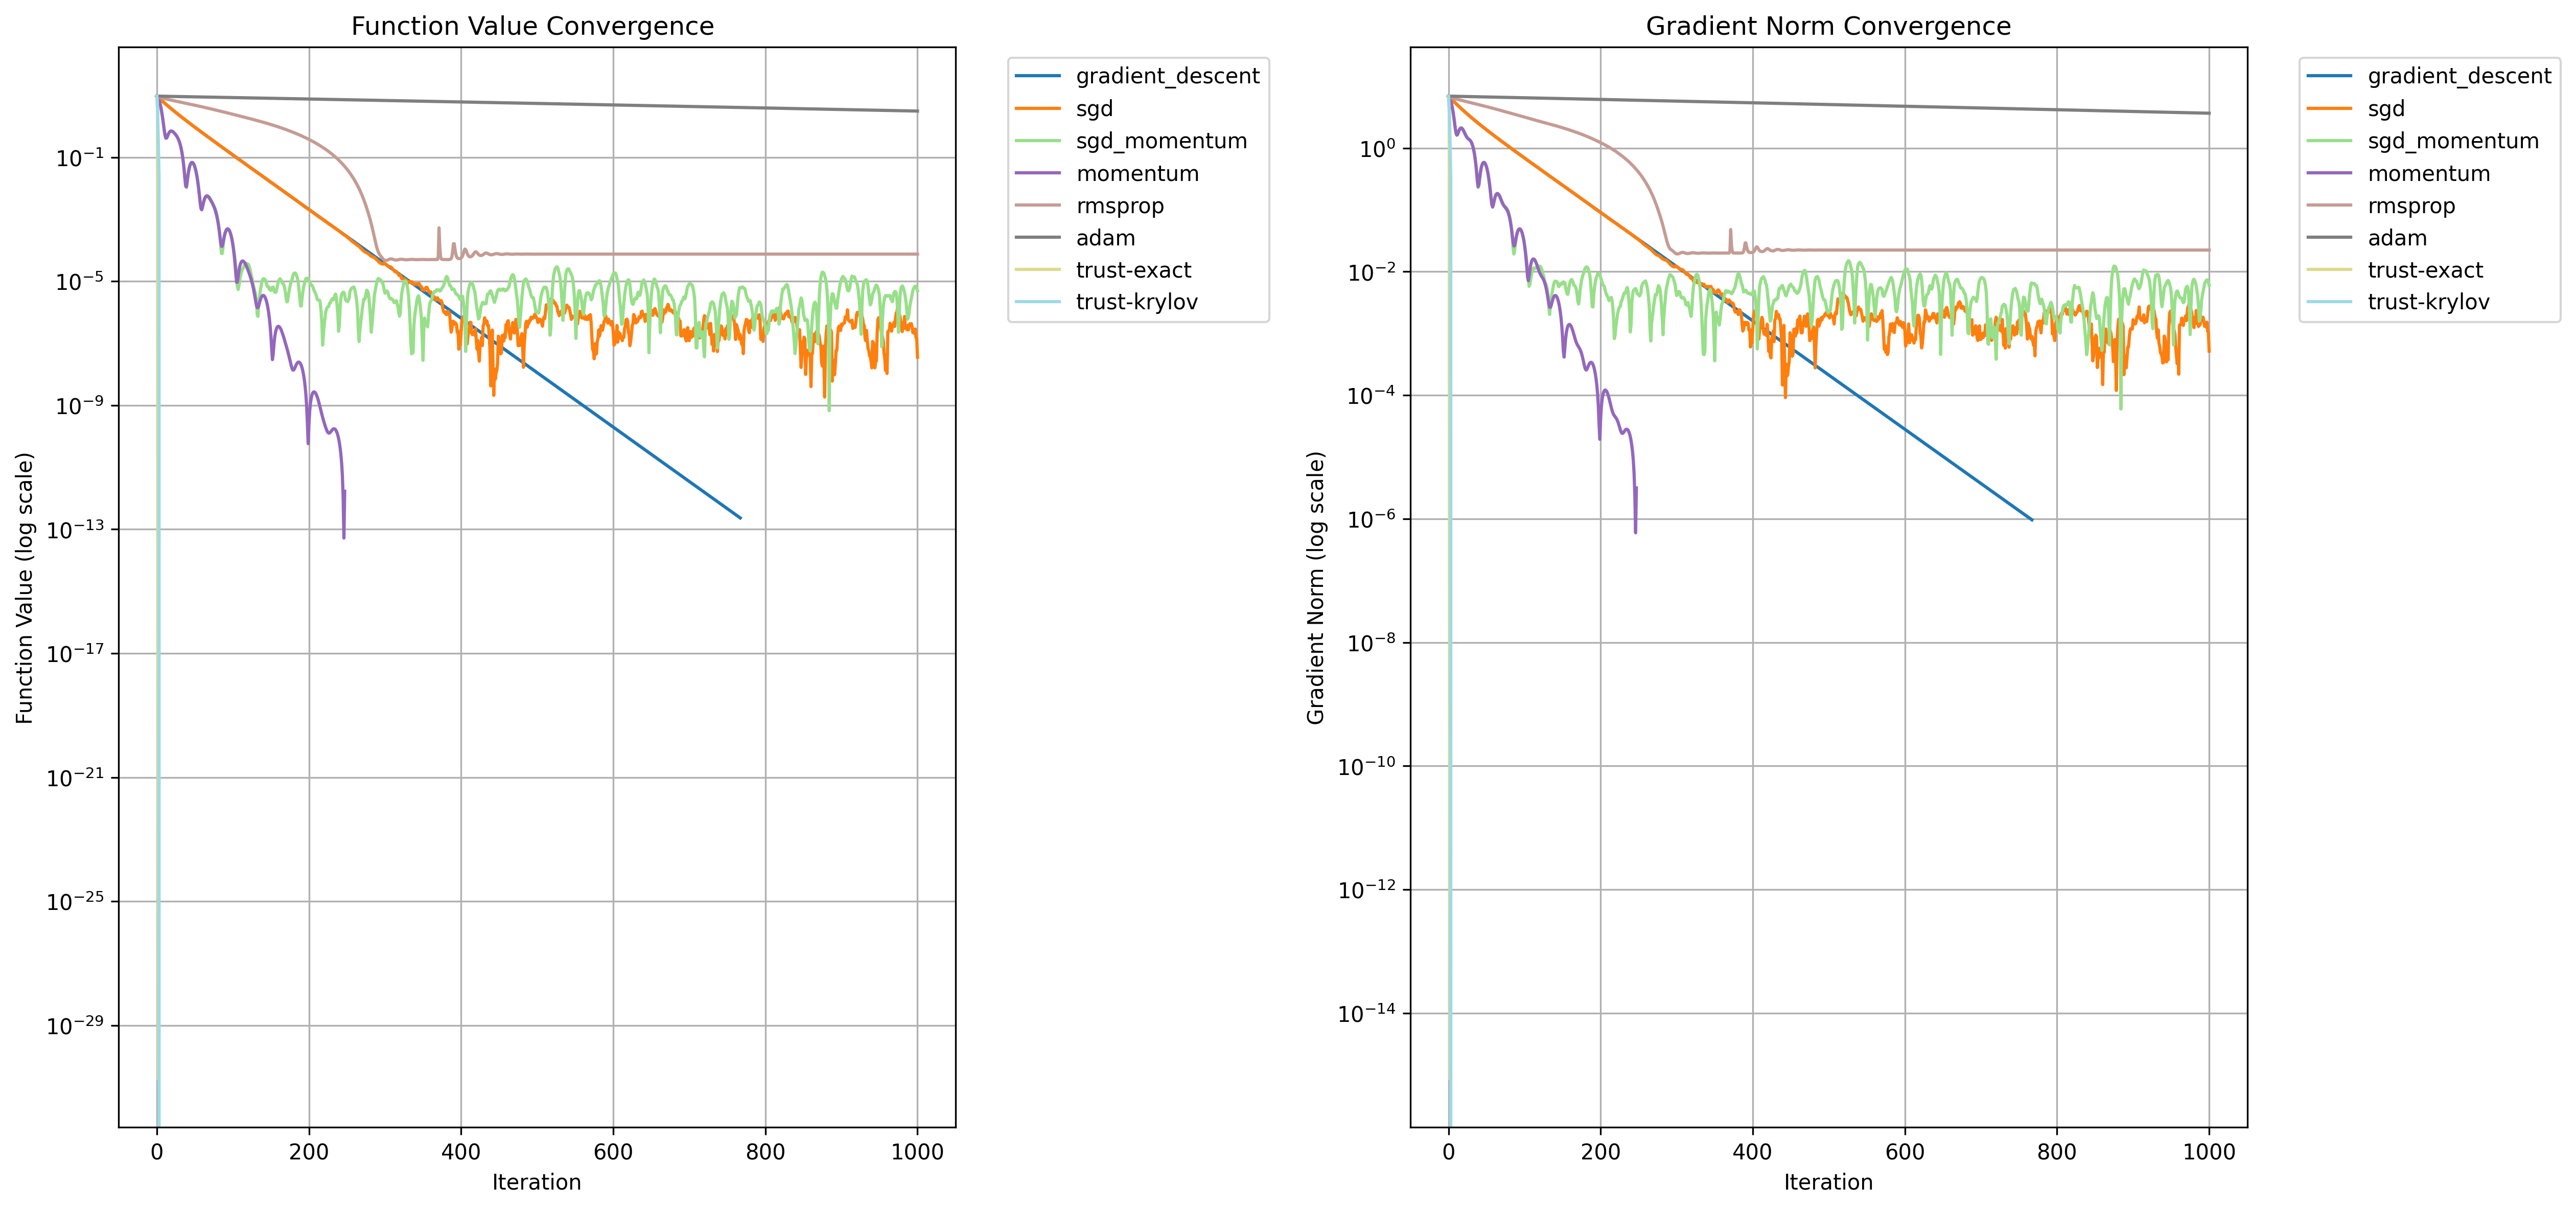 Function Value Convergence
Function Value (log scale)
10⁻¹
10⁻⁵
10⁻⁹
10⁻¹³
10⁻¹⁷
10⁻²¹
10⁻²⁵
10⁻²⁹
0 200 400 600 800 1000
Iteration
gradient_descent
sgd
sgd_momentum
momentum
rmsprop
adam
trust-exact
trust-krylov
Gradient Norm Convergence
Gradient Norm (log scale)
10⁰
10⁻²
10⁻⁴
10⁻⁶
10⁻⁸
10⁻¹⁰
10⁻¹²
10⁻¹⁴
0 200 400 600 800 1000
Iteration
gradient_descent
sgd
sgd_momentum
momentum
rmsprop
adam
trust-exact
trust-krylov